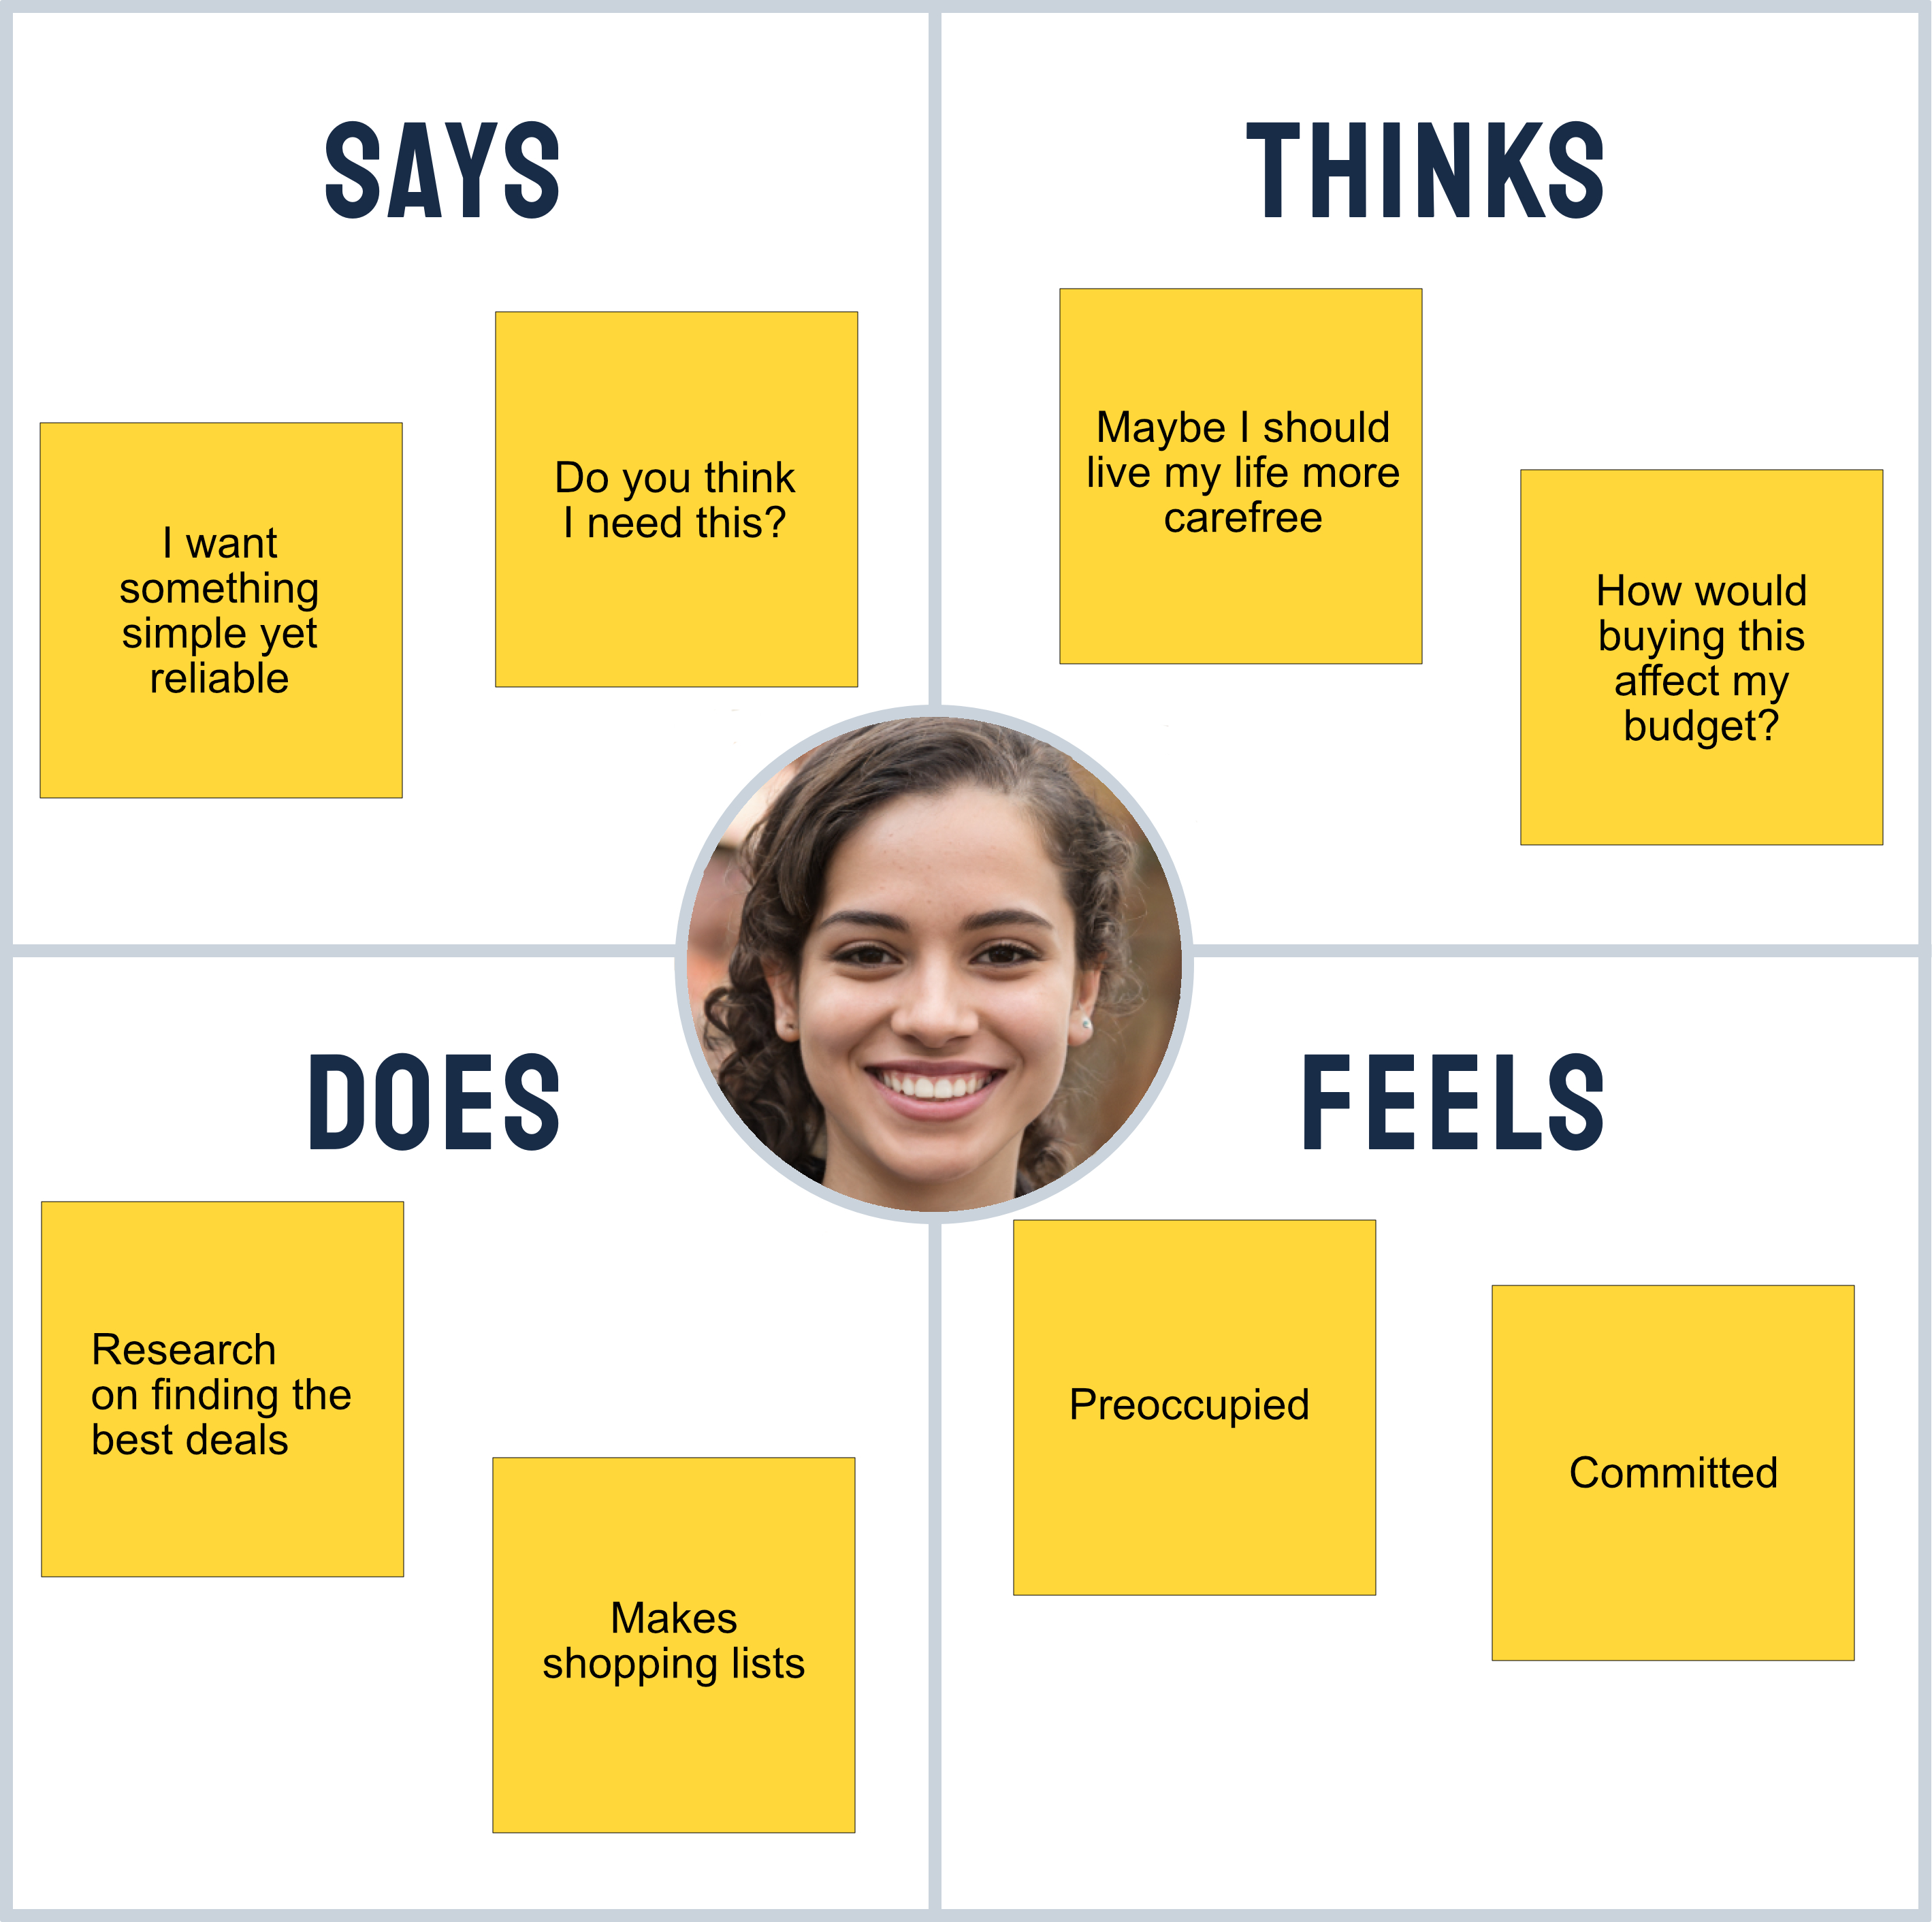 SAYS
I want
something
simple yet
reliable
Do you think
I need this?
THINKS
Maybe I should
live my life more
carefree
How would
buying this
affect my
budget?
DOES
Research
on finding the
best deals
Makes
shopping lists
FEELS
Preoccupied
Committed